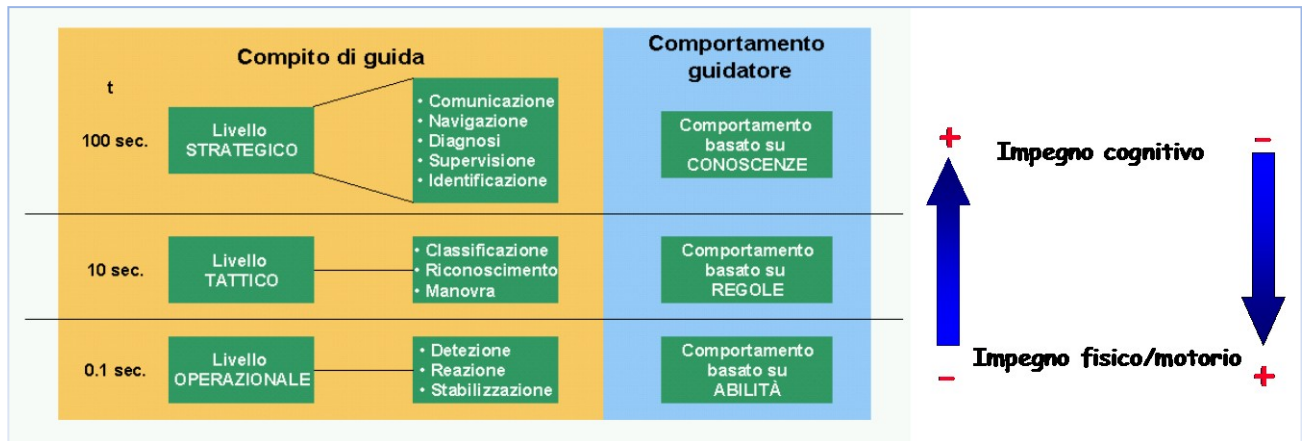 Compito di guida
Comportamento
guidatore
t
100 sec.
Livello
STRATEGICO
• Comunicazione
• Navigazione
• Diagnosi
• Supervisione
• Identificazione
Comportamento
basato su
CONOSCENZE
10 sec.
Livello
TATTICO
• Classificazione
• Riconoscimento
• Manovra
Comportamento
basato su
REGOLE
0.1 sec.
Livello
OPERAZIONALE
• Detezione
• Reazione
• Stabilizzazione
Comportamento
basato su
ABILITÀ
+
Impegno cognitivo
-
Impegno fisico/motorio
-
+